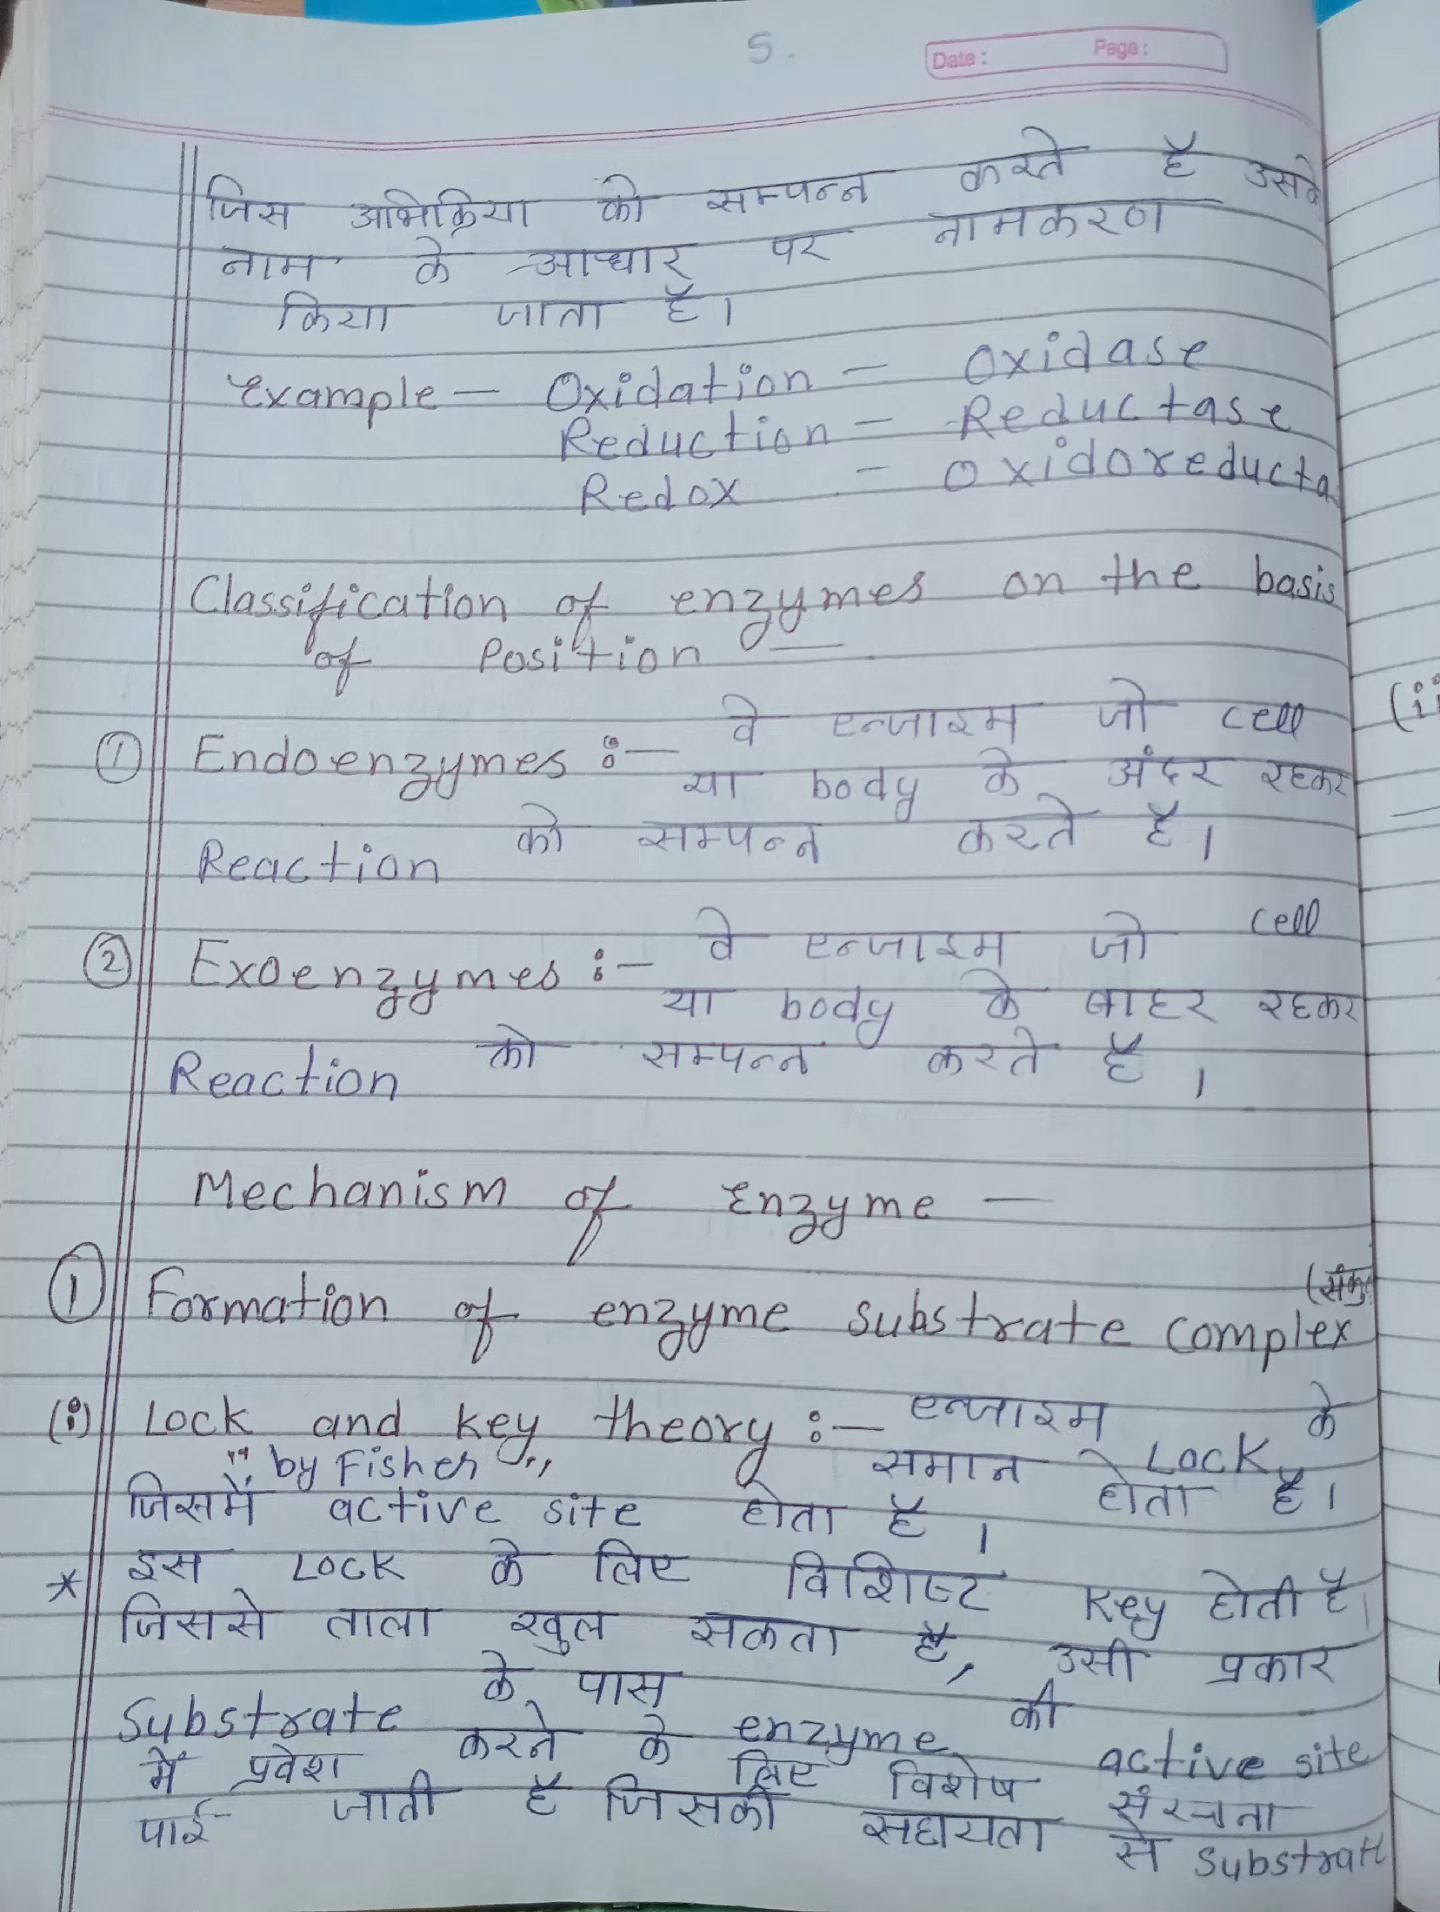 5.
Date : Page :
जिस अभिक्रिया को सम्पन्न करते है उसके
नाम के आधार पर नामकरण
किया जाता है।
Example — Oxidation — Oxidase
Reduction — Reductase
Redox — Oxidoreducta
Classification of enzymes on the basis
of Position —
① Endoenzymes :— वे एन्जाइम जो cell
या body के अंदर रहकर
Reaction को सम्पन्न करते है।
② Exoenzymes :— वे एन्जाइम जो cell
या body के बाहर रहकर
Reaction को सम्पन्न करते है।
Mechanism of Enzyme —
① Formation of enzyme substrate complex
(i) Lock and key theory :— एन्जाइम Lock के
"by Fisher" समान होता है।
जिसमें active site होता है।
* इस Lock के लिए विशिष्ट Key होती है।
जिससे ताला खुल सकता है, उसी प्रकार
Substrate के पास enzyme की active site
में प्रवेश करने के लिए विशेष संरचना
पाई जाती है जिसकी सहायता से substrate
(ii